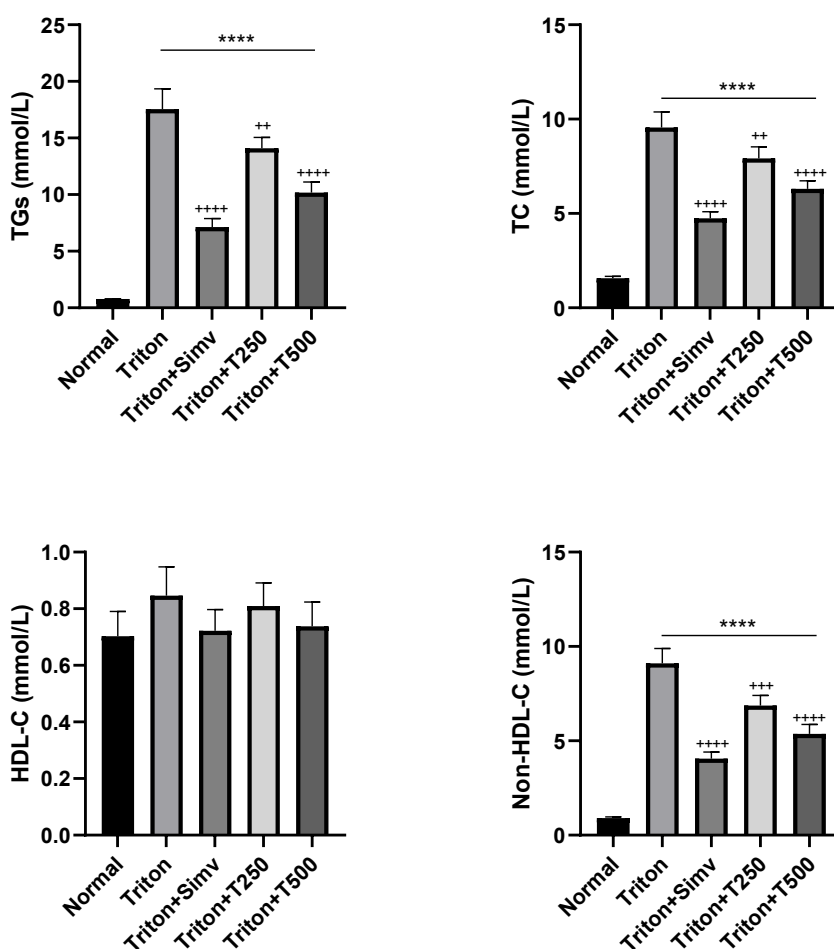 25
20
15
10
5
0
TGs (mmol/L)
****
++++
++
++++
Normal
Triton
Triton+Simv
Triton+T250
Triton+T500
15
10
5
0
TC (mmol/L)
****
++++
++
++++
Normal
Triton
Triton+Simv
Triton+T250
Triton+T500
1.0
0.8
0.6
0.4
0.2
0.0
HDL-C (mmol/L)
Normal
Triton
Triton+Simv
Triton+T250
Triton+T500
15
10
5
0
Non-HDL-C (mmol/L)
****
++++
+++
++++
Normal
Triton
Triton+Simv
Triton+T250
Triton+T500